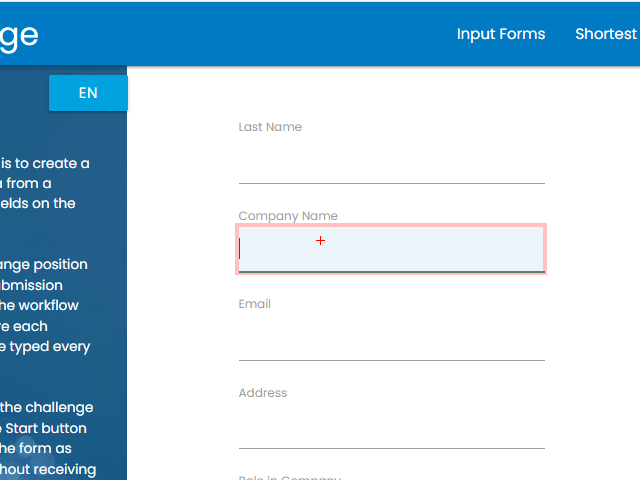 ge
Input Forms
Shortest
EN
is to create a
from a
elds on the
ange position
bmission
he workflow
re each
e typed every
the challenge
Start button
he form as
hout receiving
Last Name
Company Name
Email
Address
Role in Company